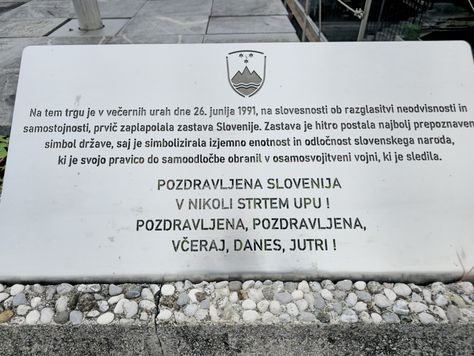 Na tem trgu je v večernih urah dne 26. junija 1991, na slovesnosti ob razglasitvi neodvisnosti in
samostojnosti, prvič zaplapolala zastava Slovenije. Zastava je hitro postala najbolj prepoznaven
simbol države, saj je simbolizirala izjemno enotnost in odločnost slovenskega naroda,
ki je svojo pravico do samoodločbe obranil v osamosvojitveni vojni, ki je sledila.
POZDRAVLJENA SLOVENIJA
V NIKOLI STRTEM UPU !
POZDRAVLJENA, POZDRAVLJENA,
VČERAJ, DANES, JUTRI !